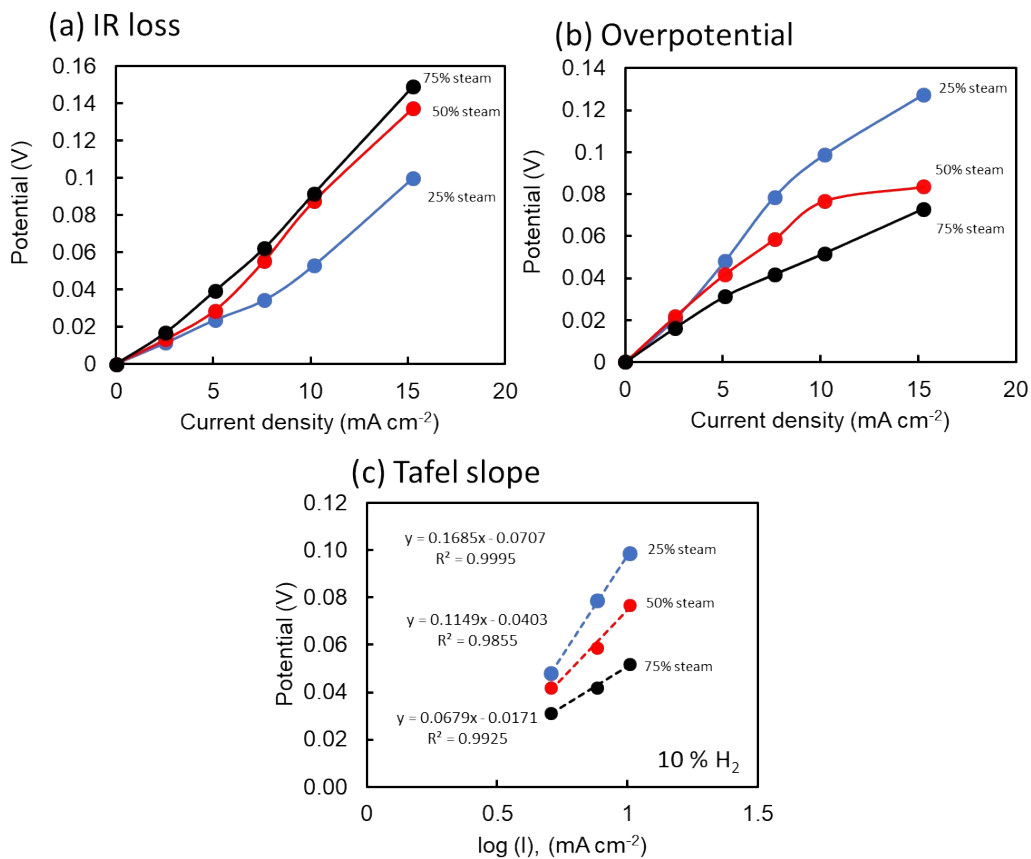 (a) IR loss
Potential (V)
0.16
0.14
0.12
0.1
0.08
0.06
0.04
0.02
0
75% steam
50% steam
25% steam
0 5 10 15 20
Current density (mA cm-2)
(b) Overpotential
Potential (V)
0.14
0.12
0.1
0.08
0.06
0.04
0.02
0
25% steam
50% steam
75% steam
0 5 10 15 20
Current density (mA cm-2)
(c) Tafel slope
Potential (V)
0.12
0.10
0.08
0.06
0.04
0.02
0.00
y = 0.1685x - 0.0707
R² = 0.9995
y = 0.1149x - 0.0403
R² = 0.9855
y = 0.0679x - 0.0171
R² = 0.9925
25% steam
50% steam
75% steam
10 % H2
0 0.5 1 1.5
log (I), (mA cm-2)